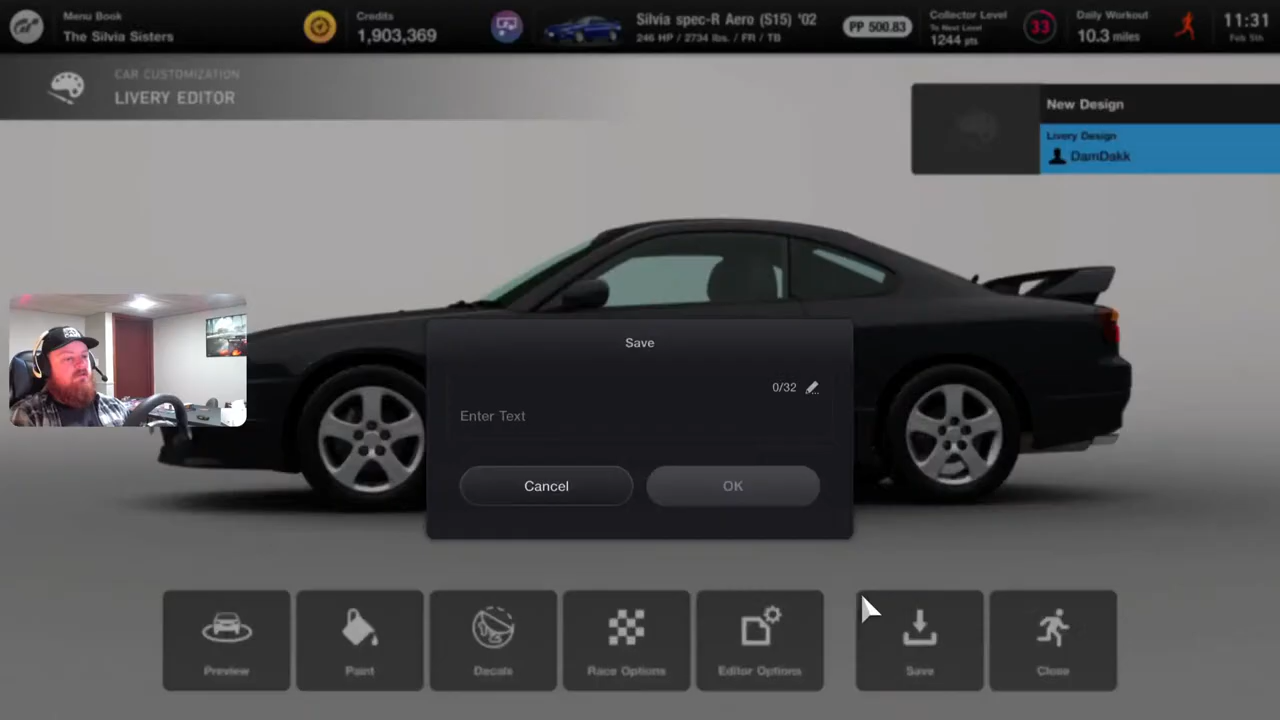 Menu Book
The Silvia Sisters
Credits
1,903,369
Silvia spec-R Aero (S15) '02
246 HP / 2734 lbs. / FR / TB
PP 500.83
Collector Level
To Next Level
1244 pts
33
Daily Workout
10.3 miles
11:31
Feb 5th
CAR CUSTOMIZATION
LIVERY EDITOR
New Design
Livery Design
DamDakk
Save
0/32
Enter Text
Cancel
OK
Preview
Paint
Decals
Race Options
Editor Options
Save
Close